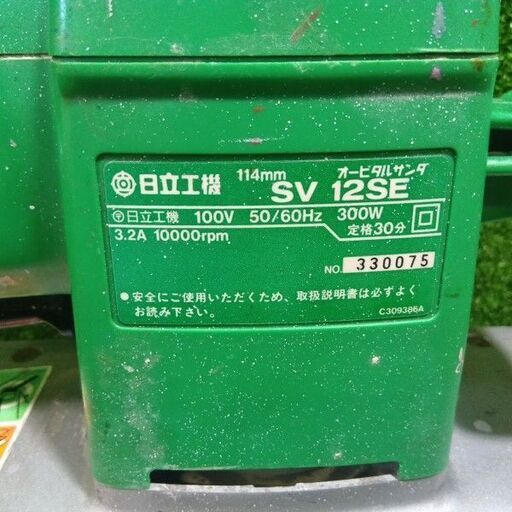 日立工機 114mm オービタルサンダ
SV 12SE
日立工機 100V 50/60Hz 300W
3.2A 10000rpm 定格30分
NO. 330075
●安全にご使用いただくため、取扱説明書は必ずよく
お読み下さい。
C309386A